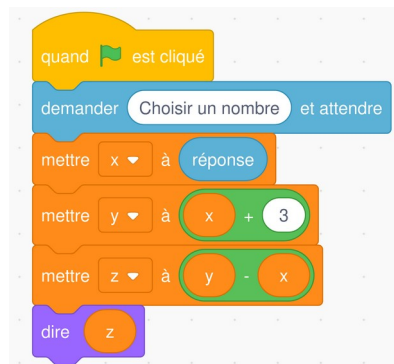 quand est cliqué
demander Choisir un nombre et attendre
mettre x à réponse
mettre y à x + 3
mettre z à y - x
dire z